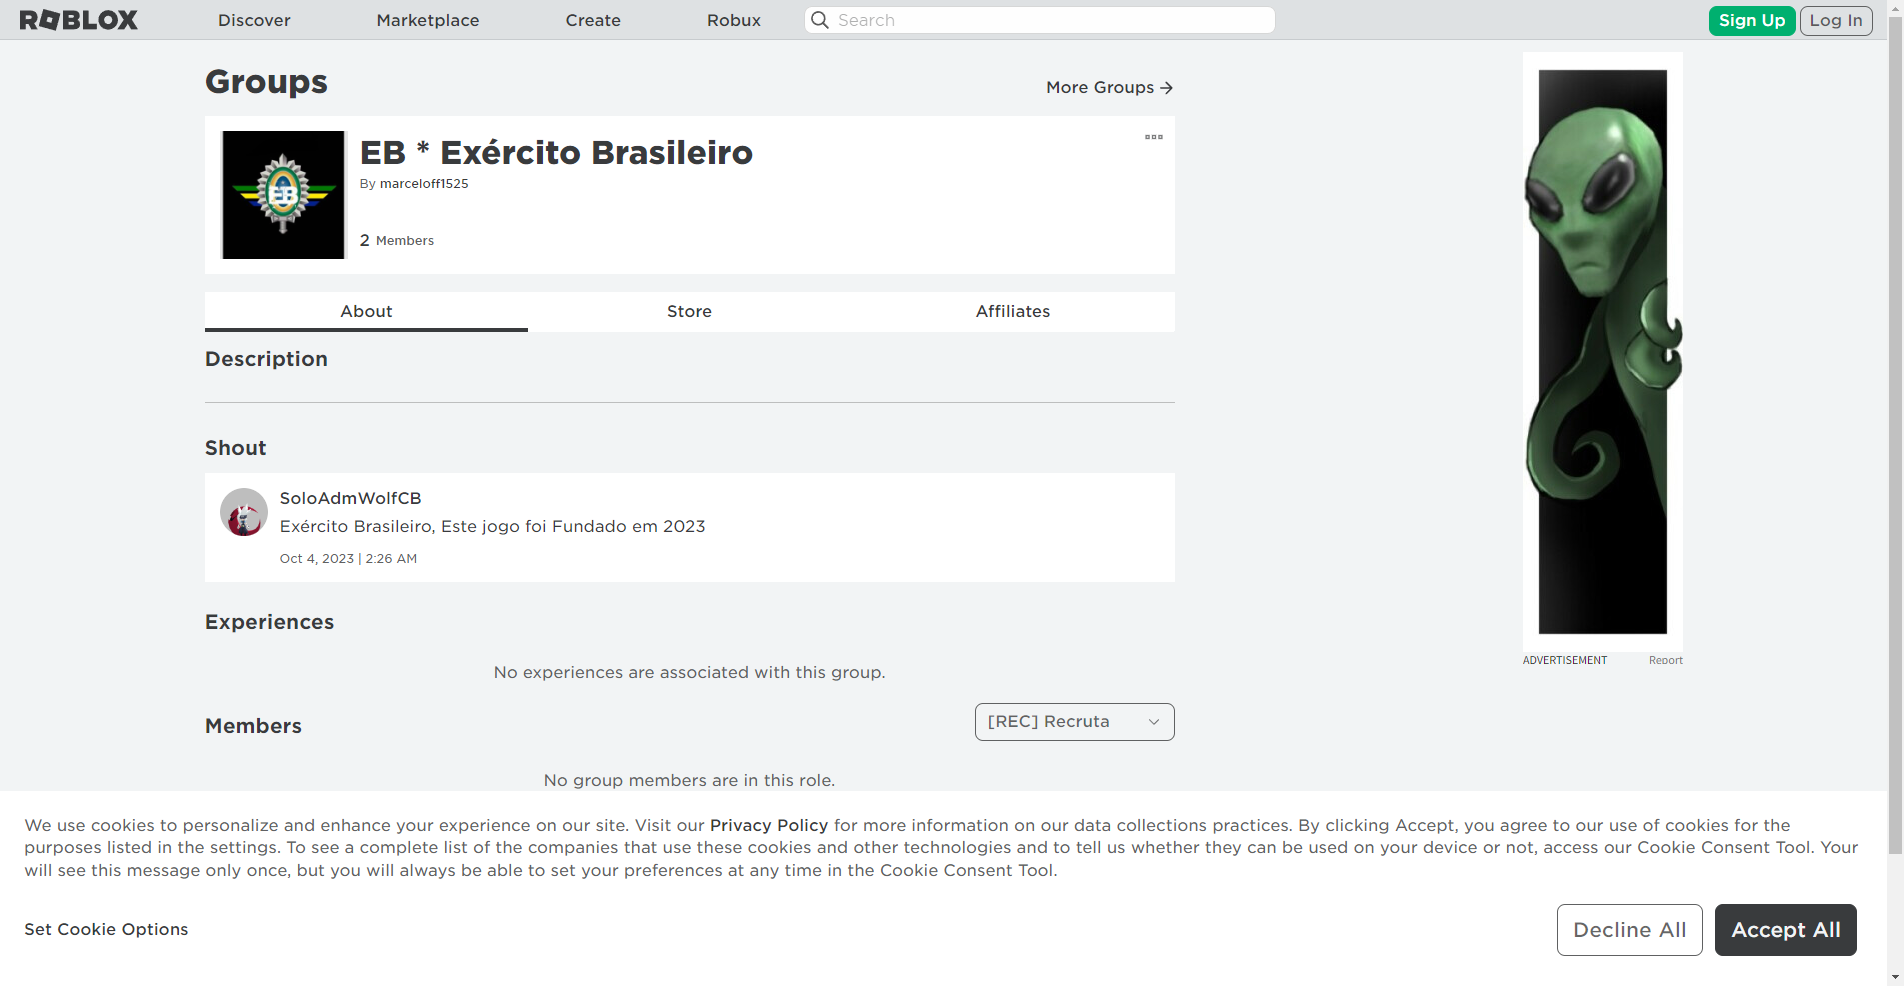 ROBLOX Discover Marketplace Create Robux Search Sign Up Log In
Groups
More Groups
EB
EB * Exército Brasileiro
By marceloff1525
2 Members
About Store Affiliates
Description
Shout
SoloAdmWolfCB
Exército Brasileiro, Este jogo foi Fundado em 2023
Oct 4, 2023 | 2:26 AM
Experiences
No experiences are associated with this group.
Members
[REC] Recruta
No group members are in this role.
ADVERTISEMENT Report
We use cookies to personalize and enhance your experience on our site. Visit our Privacy Policy for more information on our data collections practices. By clicking Accept, you agree to our use of cookies for the
purposes listed in the settings. To see a complete list of the companies that use these cookies and other technologies and to tell us whether they can be used on your device or not, access our Cookie Consent Tool. Your
will see this message only once, but you will always be able to set your preferences at any time in the Cookie Consent Tool.
Set Cookie Options
Decline All
Accept All